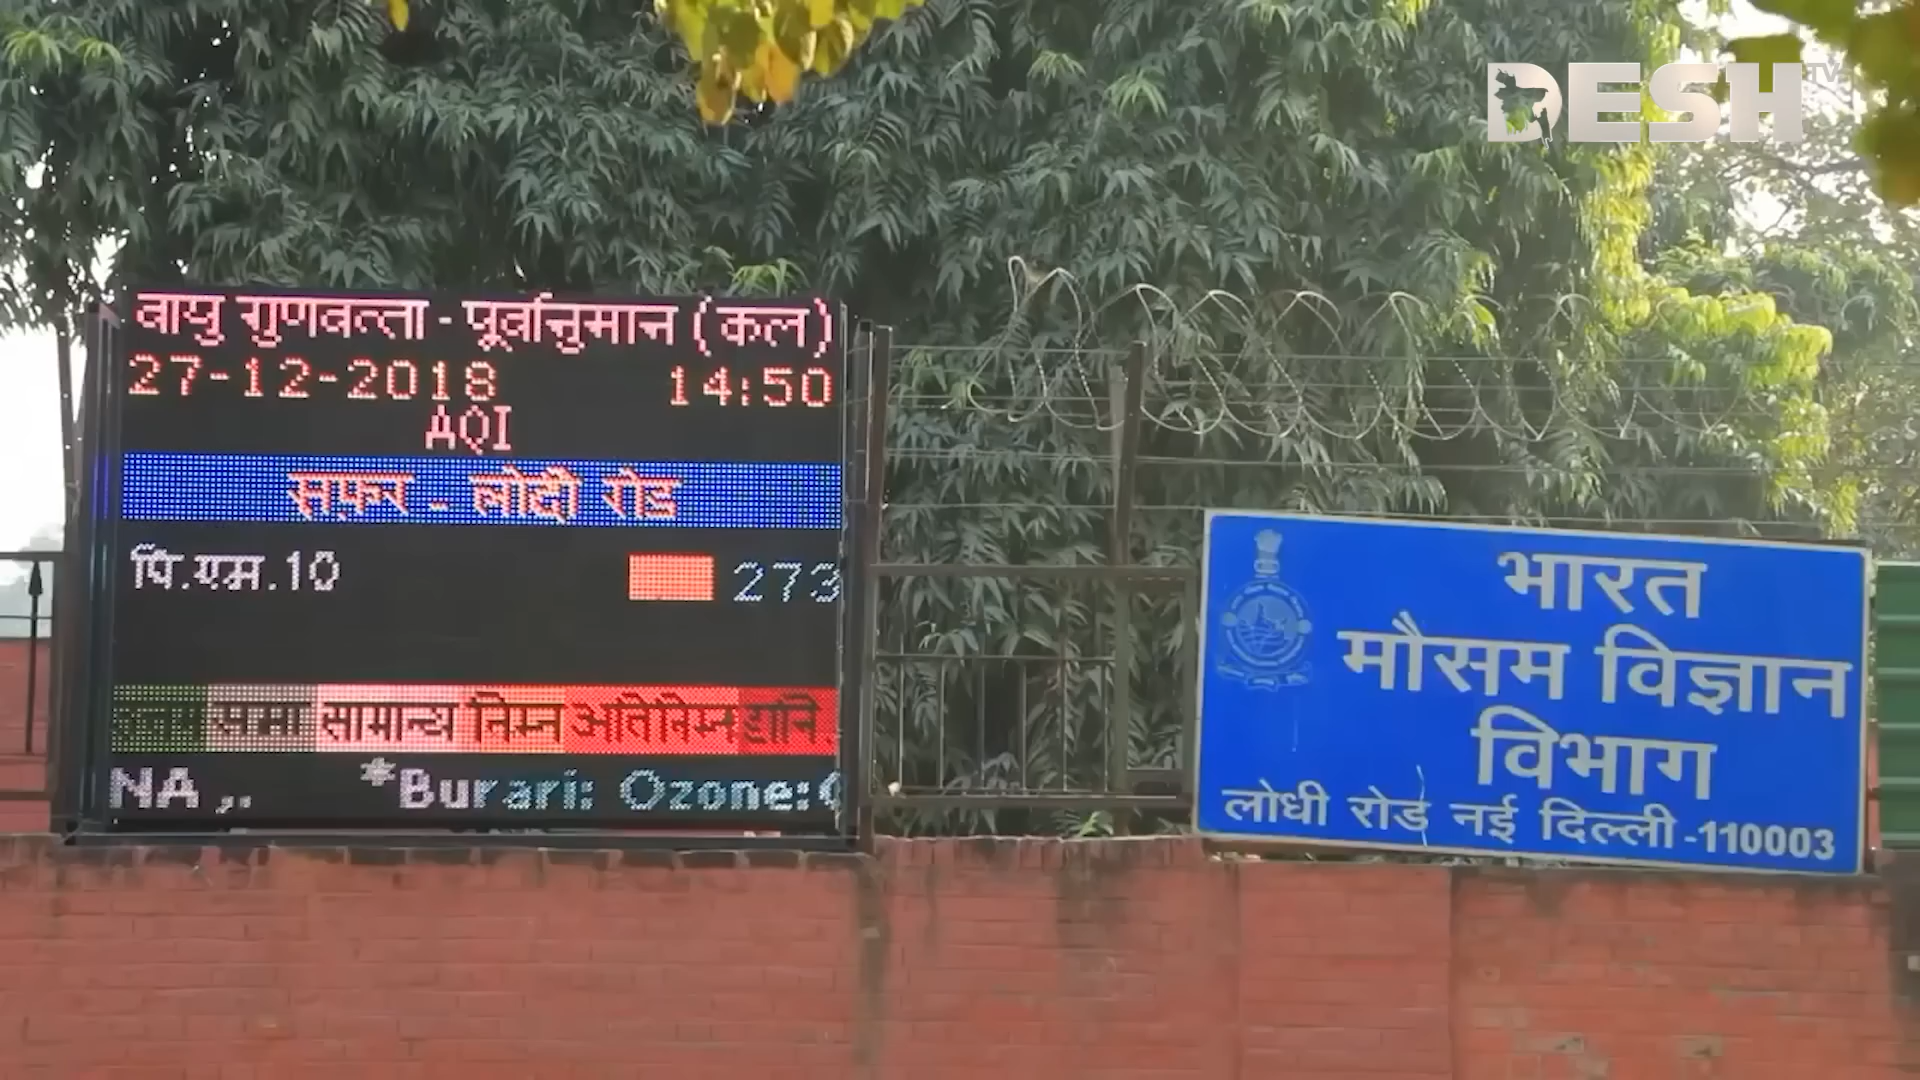 DESH TV
वायु गुणवत्ता - पूर्वानुमान (कल)
27-12-2018 14:50
AQI
सफ़र - लोदी रोड
पि.एम.10 273
सामान्य निम्न अतिनिम्न
NA ,. *Burari: Ozone:
भारत
मौसम विज्ञान
विभाग
लोधी रोड नई दिल्ली -110003